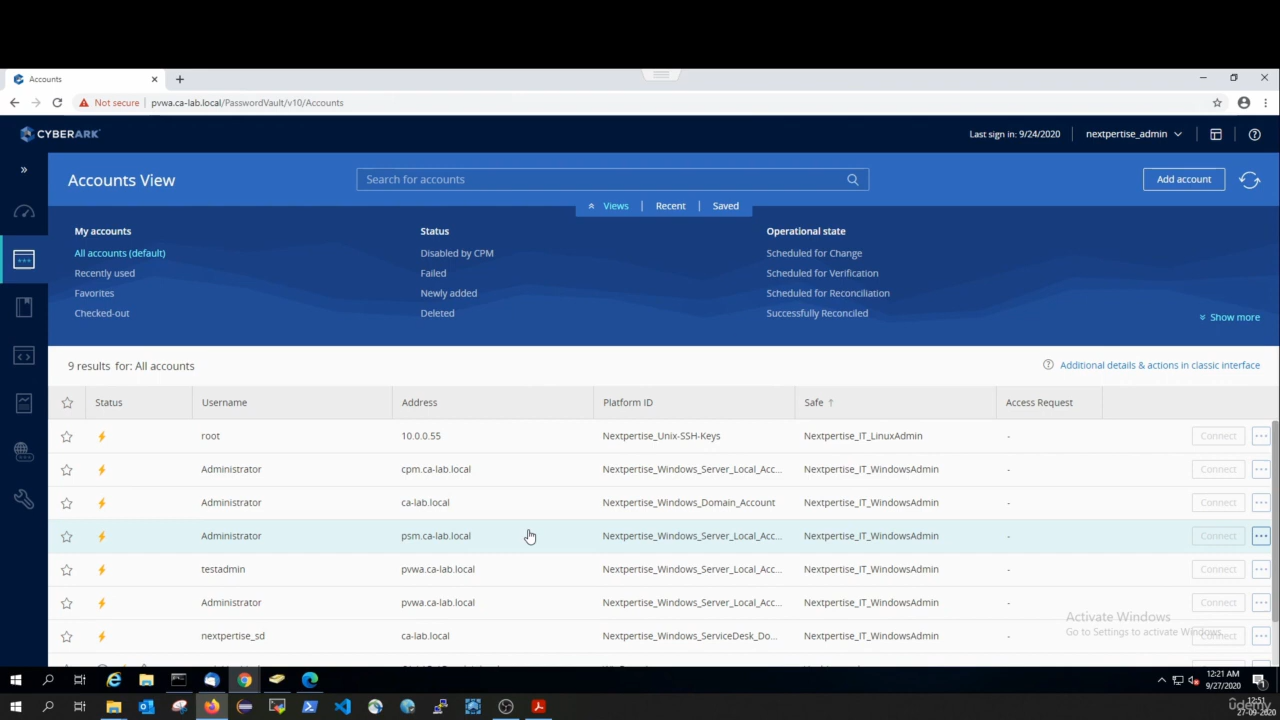 Accounts
Not secure pvwa.ca-lab.local/PasswordVault/v10/Accounts
CYBERARK Last sign in: 9/24/2020 nextpertise_admin
Accounts View Search for accounts Add account
Views Recent Saved
My accounts Status Operational state
All accounts (default) Disabled by CPM Scheduled for Change
Recently used Failed Scheduled for Verification
Favorites Newly added Scheduled for Reconciliation
Checked-out Deleted Successfully Reconciled Show more
9 results for: All accounts Additional details & actions in classic interface
Status Username Address Platform ID Safe Access Request
root 10.0.0.55 Nextpertise_Unix-SSH-Keys Nextpertise_IT_LinuxAdmin - Connect
Administrator cpm.ca-lab.local Nextpertise_Windows_Server_Local_Acc... Nextpertise_IT_WindowsAdmin - Connect
Administrator ca-lab.local Nextpertise_Windows_Domain_Account Nextpertise_IT_WindowsAdmin - Connect
Administrator psm.ca-lab.local Nextpertise_Windows_Server_Local_Acc... Nextpertise_IT_WindowsAdmin - Connect
testadmin pvwa.ca-lab.local Nextpertise_Windows_Server_Local_Acc... Nextpertise_IT_WindowsAdmin - Connect
Administrator pvwa.ca-lab.local Nextpertise_Windows_Server_Local_Acc... Nextpertise_IT_WindowsAdmin - Connect
Activate Windows
Go to Settings to activate Windows.
nextpertise_sd ca-lab.local Nextpertise_Windows_ServiceDesk_Do... Nextpertise_IT_WindowsAdmin - Connect
12:21 AM
9/27/2020
12:51
27-09-2020
udemy